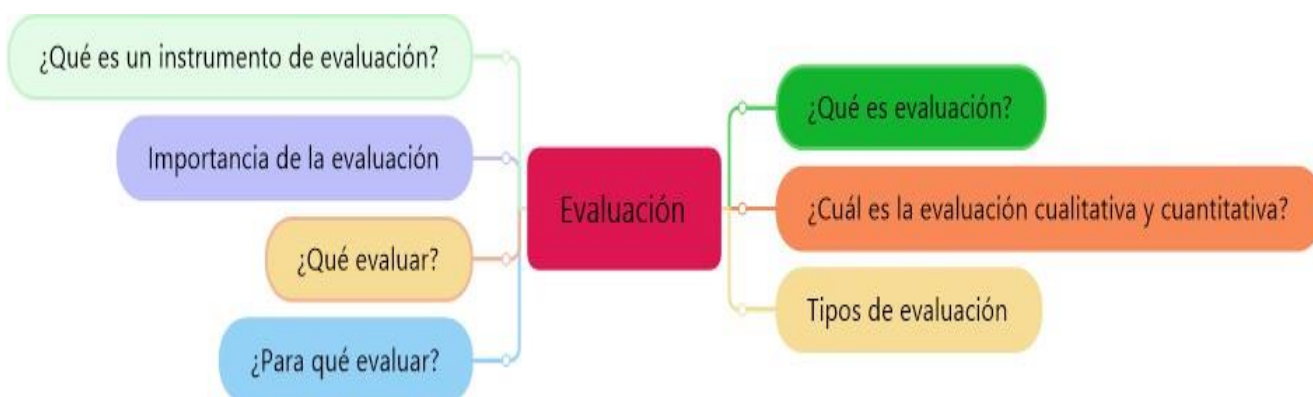 ¿Qué es un instrumento de evaluación?
Importancia de la evaluación
¿Qué evaluar?
¿Para qué evaluar?
Evaluación
¿Qué es evaluación?
¿Cuál es la evaluación cualitativa y cuantitativa?
Tipos de evaluación